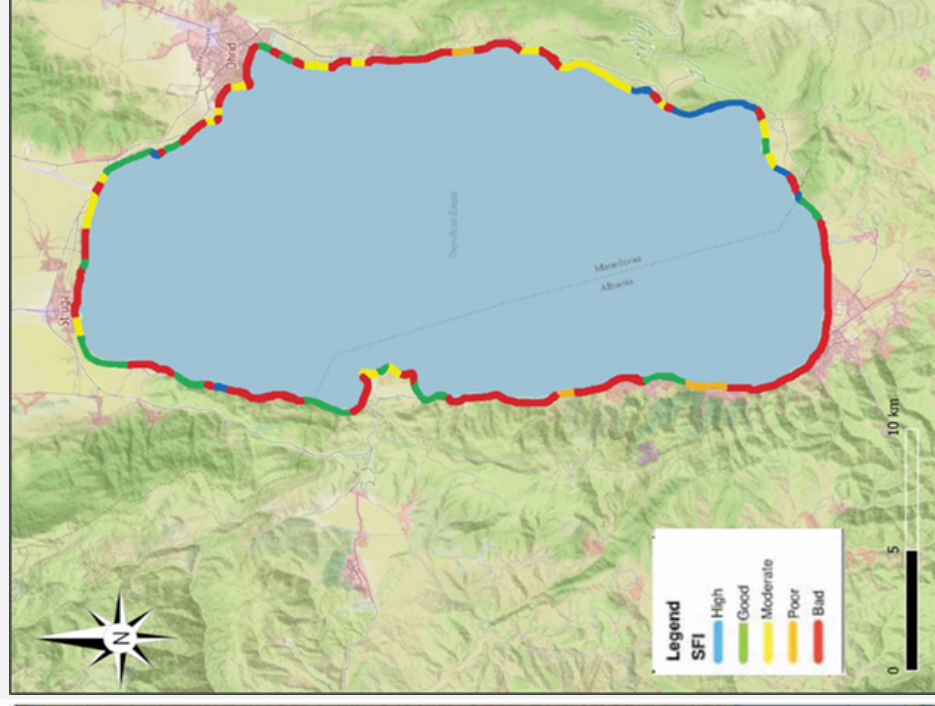 Struga
Ohrid
Macedonia
Albania
N
Legend
SFI
High
Good
Moderate
Poor
Bad
0
5
10 km